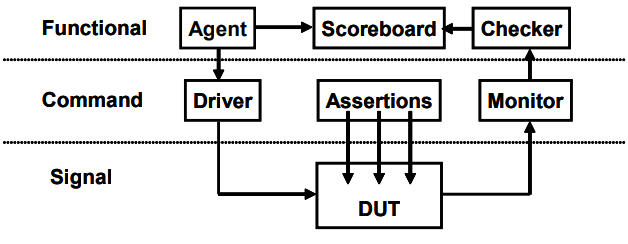 Functional Agent Scoreboard Checker
Command Driver Assertions Monitor
Signal
DUT